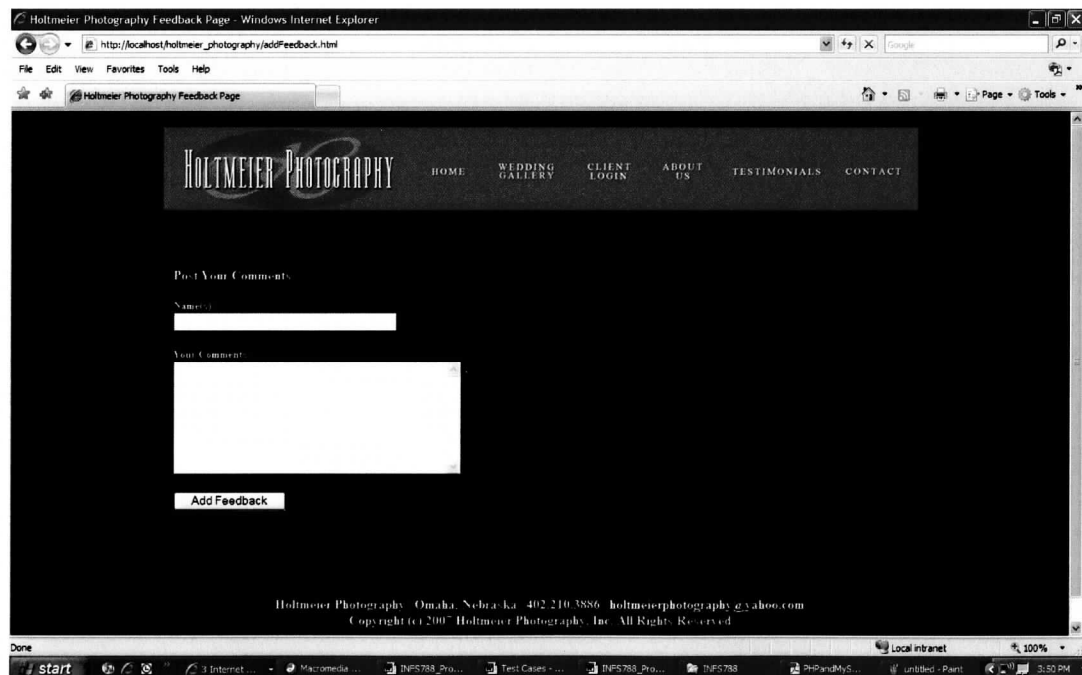 Holtmeier Photography Feedback Page - Windows Internet Explorer
http://localhost/holtmeier_photography/addFeedback.html
Google
File Edit View Favorites Tools Help
Holtmeier Photography Feedback Page
Page Tools
HOLTMEIER PHOTOGRAPHY
HOME
WEDDING GALLERY
CLIENT LOGIN
ABOUT US
TESTIMONIALS
CONTACT
Post Your Comments
Name(s)
Your Comments
Add Feedback
Holtmeier Photography Omaha, Nebraska 402.210.3886 holtmeierphotography@yahoo.com
Copyright (c) 2007 Holtmeier Photography, Inc. All Rights Reserved
Done
Local intranet
100%
start
3 Internet ...
Macromedia ...
INFS788_Pro...
Test Cases - ...
INFS788_Pro...
INFS788
PHPandMyS...
untitled - Paint
3:50 PM